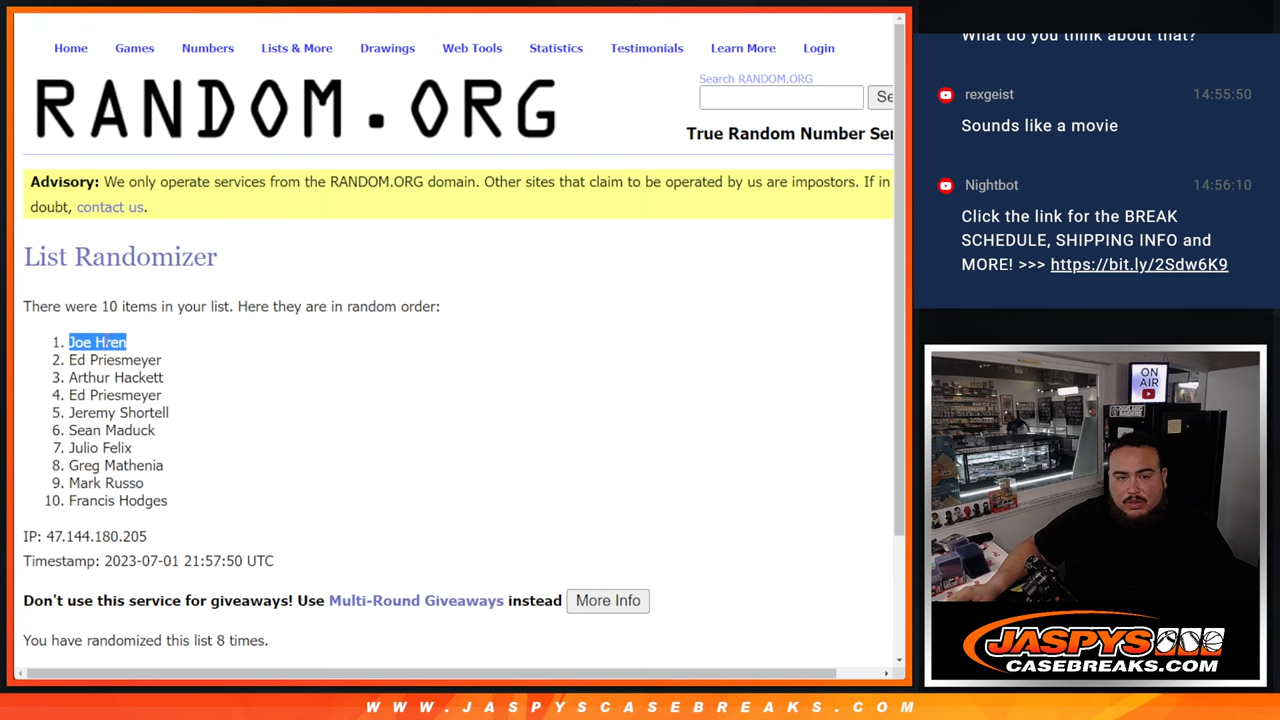 Home Games Numbers Lists & More Drawings Web Tools Statistics Testimonials Learn More Login
RANDOM.ORG
Search RANDOM.ORG
Se
True Random Number Ser
Advisory: We only operate services from the RANDOM.ORG domain. Other sites that claim to be operated by us are impostors. If in
doubt, contact us.
List Randomizer
There were 10 items in your list. Here they are in random order:
1. Joe Hren
2. Ed Priesmeyer
3. Arthur Hackett
4. Ed Priesmeyer
5. Jeremy Shortell
6. Sean Maduck
7. Julio Felix
8. Greg Mathenia
9. Mark Russo
10. Francis Hodges
IP: 47.144.180.205
Timestamp: 2023-07-01 21:57:50 UTC
Don't use this service for giveaways! Use Multi-Round Giveaways instead More Info
You have randomized this list 8 times.
What do you think about that?
rexgeist 14:55:50
Sounds like a movie
Nightbot 14:56:10
Click the link for the BREAK
SCHEDULE, SHIPPING INFO and
MORE! >>> https://bit.ly/2Sdw6K9
ON
AIR
JASPYS
CASEBREAKS.COM
WWW.JASPYSCASEBREAKS.COM